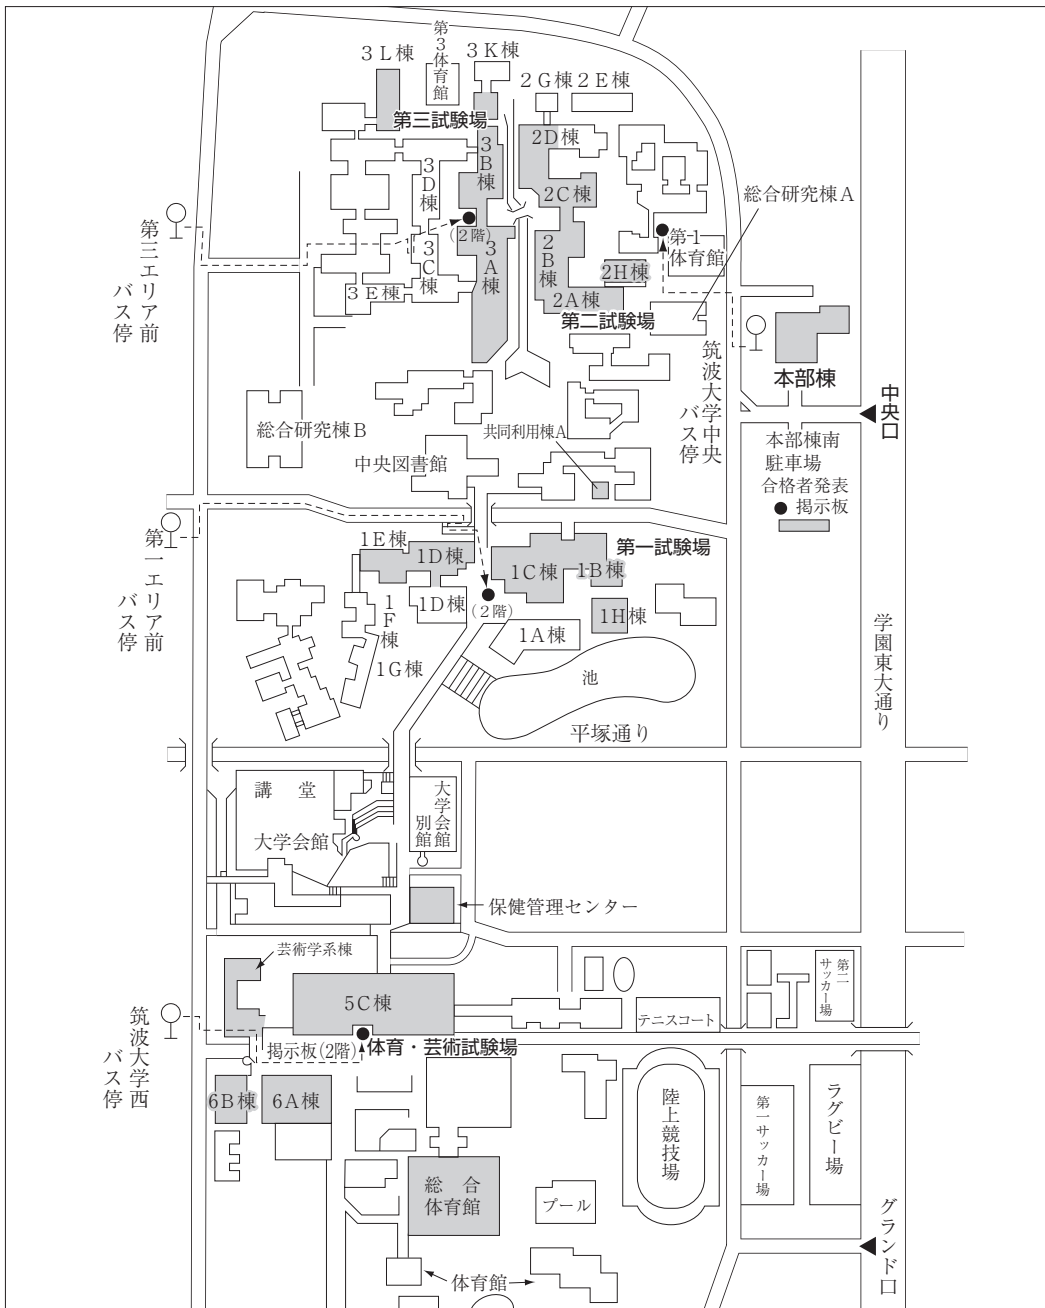 第3体育館
3L棟
3K棟
2G棟
2E棟
第三試験場
2D棟
3B棟
3D棟
2C棟
総合研究棟A
第三エリア前
バス停
(2階)
3C棟
3A棟
2B棟
第1
体育館
2H棟
3E棟
2A棟
第二試験場
筑波大学中央
バス停
本部棟
中央口
総合研究棟B
共同利用棟A
中央図書館
本部棟南
駐車場
合格者発表
掲示板
第一エリア前
バス停
1E棟
1D棟
第一試験場
1C棟
1B棟
1F棟
1D棟
(2階)
1H棟
1A棟
1G棟
池
学園東大通り
平塚通り
講堂
大学会館
大学会館
別館
保健管理センター
芸術学系棟
第二
サッカー場
5C棟
テニスコート
筑波大学西
バス停
掲示板(2階)
体育・芸術試験場
6B棟
6A棟
陸上競技場
第一サッカー場
ラグビー場
総合
体育館
プール
グランド口
体育館